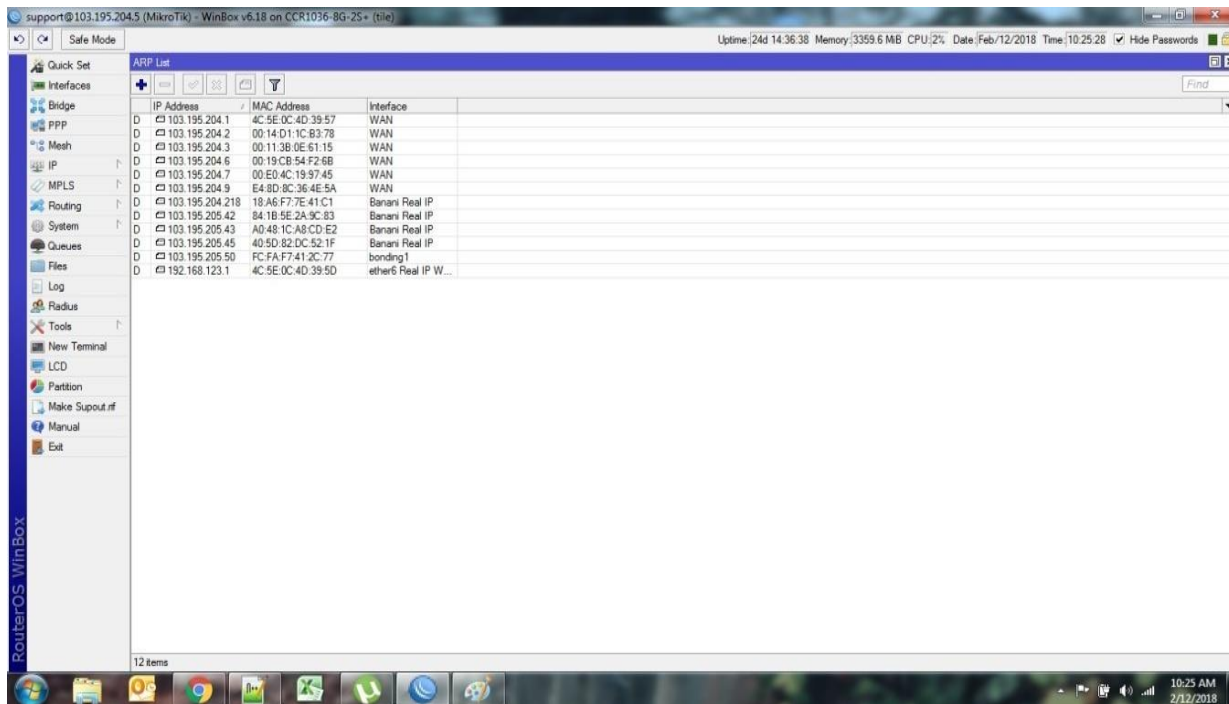 support@103.195.204.5 (MikroTik) - WinBox v6.18 on CCR1036-8G-2S+ (tile)
Safe Mode
Uptime: 24d 14:36:38 Memory: 3359.6 MiB CPU: 2% Date: Feb/12/2018 Time: 10:25:28 Hide Passwords
Quick Set
Interfaces
Bridge
PPP
Mesh
IP
MPLS
Routing
System
Queues
Files
Log
Radius
Tools
New Terminal
LCD
Partition
Make Supout.rif
Manual
Exit
RouterOS WinBox
ARP List
Find
IP Address MAC Address Interface
D 103.195.204.1 4C:5E:0C:4D:39:57 WAN
D 103.195.204.2 00:14:D1:1C:B3:78 WAN
D 103.195.204.3 00:11:3B:0E:61:15 WAN
D 103.195.204.6 00:19:CB:54:F2:6B WAN
D 103.195.204.7 00:E0:4C:19:97:45 WAN
D 103.195.204.9 E4:8D:8C:36:4E:5A WAN
D 103.195.204.218 18:A6:F7:7E:41:C1 Banani Real IP
D 103.195.205.42 84:1B:5E:2A:9C:83 Banani Real IP
D 103.195.205.43 A0:48:1C:A8:CD:E2 Banani Real IP
D 103.195.205.45 40:5D:82:DC:52:1F Banani Real IP
D 103.195.205.50 FC:FA:F7:41:2C:77 bonding1
D 192.168.123.1 4C:5E:0C:4D:39:5D ether6 Real IP W...
12 items
10:25 AM
2/12/2018